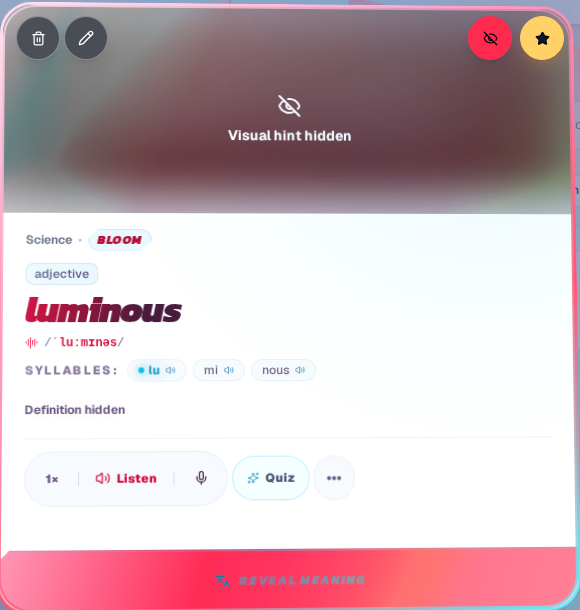 Visual hint hidden
Science • BLOOM
adjective
luminous
/ˈluːmɪnəs/
SYLLABLES: lu mi nous
Definition hidden
1× Listen Quiz
REVEAL MEANING